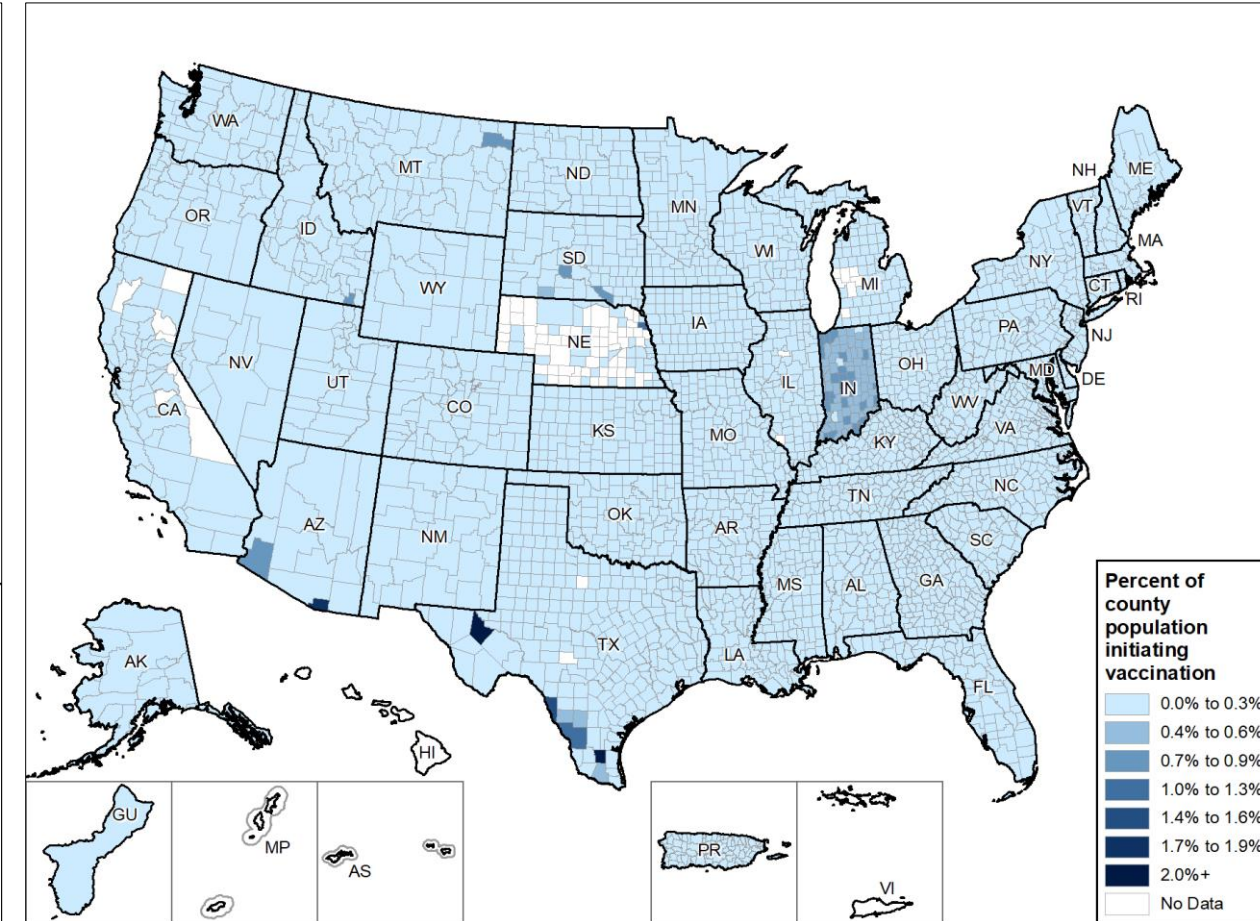 WA
MT
ND
MN
OR
ID
SD
WI
MI
NH
ME
VT
NY
MA
CT
RI
WY
NE
IA
PA
NJ
NV
UT
CO
KS
MO
IL
IN
OH
MD
DE
WV
VA
KY
CA
AZ
NM
OK
AR
TN
NC
SC
MS
AL
GA
TX
LA
FL
AK
HI
GU
MP
AS
PR
VI
Percent of
county
population
initiating
vaccination
0.0% to 0.3%
0.4% to 0.6%
0.7% to 0.9%
1.0% to 1.3%
1.4% to 1.6%
1.7% to 1.9%
2.0%+
No Data